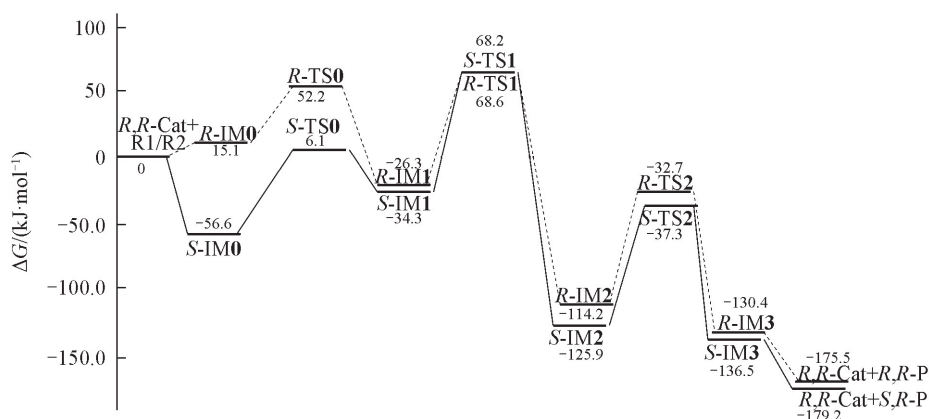 100
50
0
−50.0
−100.0
−150.0
ΔG/(kJ·mol⁻¹)
R,R-Cat+
R1/R2
0
R-IM0
15.1
−56.6
S-IM0
R-TS0
52.2
S-TS0
6.1
−26.3
R-IM1
S-IM1
−34.3
68.2
S-TS1
R-TS1
68.6
R-IM2
−114.2
S-IM2
−125.9
−32.7
R-TS2
S-TS2
−37.3
−130.4
R-IM3
S-IM3
−136.5
−175.5
R,R-Cat+R,R-P
R,R-Cat+S,R-P
−179.2